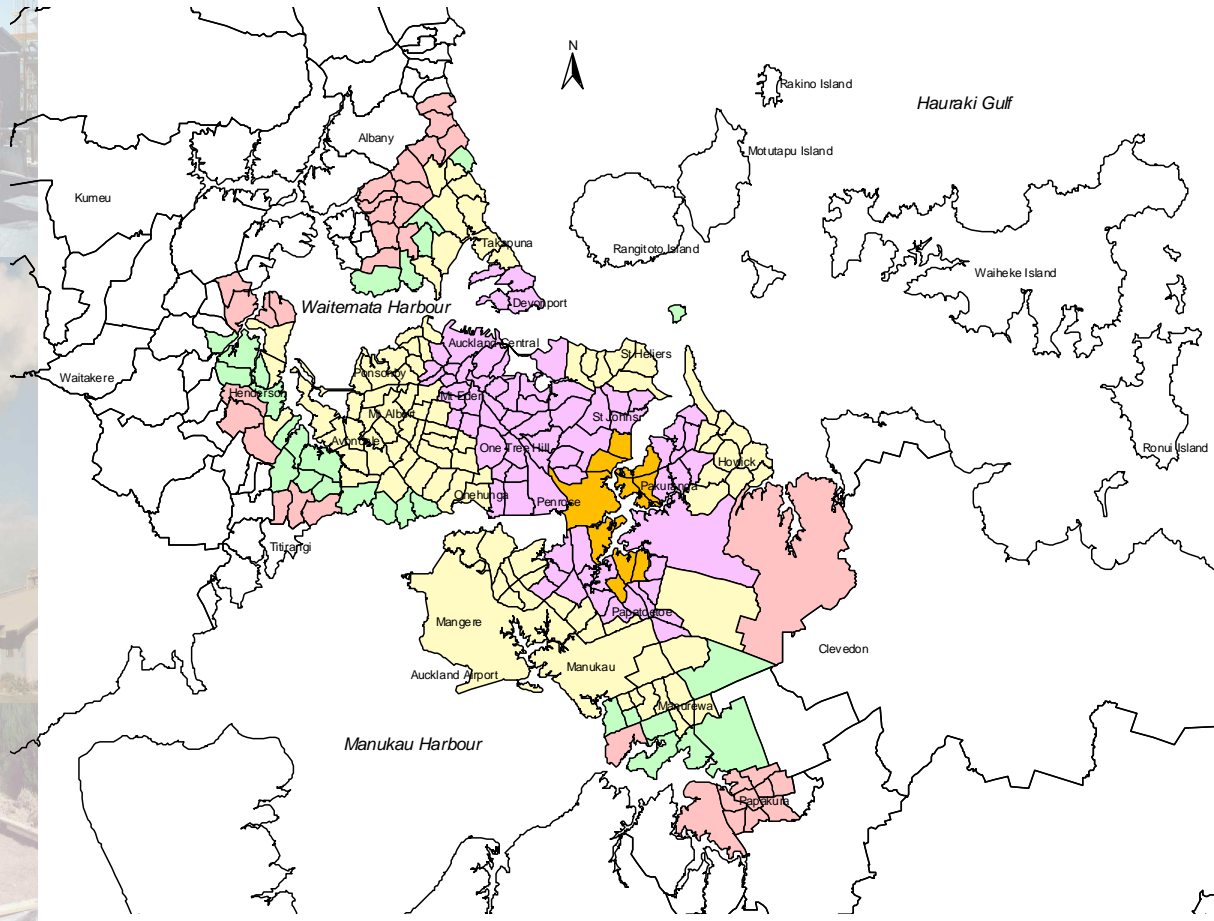 N
Rakino Island
Hauraki Gulf
Albany
Motutapu Island
Kumeu
Takapuna
Rangitoto Island
Waiheke Island
Devonport
Waitemata Harbour
Auckland Central
St Heliers
Ponsonby
Waitakere
Henderson
Mt Eden
Mt Albert
St Johns
Avondale
One Tree Hill
Ronui Island
Howick
Pakuranga
Onehunga
Penrose
Titirangi
Papatoetoe
Mangere
Clevedon
Manukau
Auckland Airport
Manurewa
Manukau Harbour
Papakura